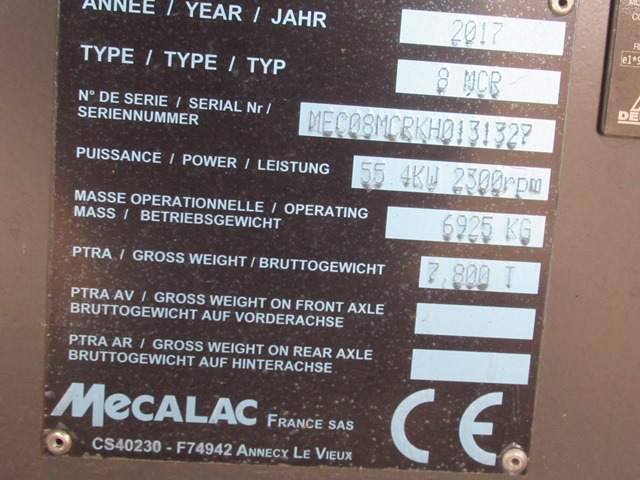 ANNÉE / YEAR / JAHR 2017
TYPE / TYPE / TYP 8 MCR
N° DE SERIE / SERIAL Nr /
SERIENNUMMER MEC08MCRKH0131327
PUISSANCE / POWER / LEISTUNG 55.4KW 2300rpm
MASSE OPERATIONNELLE / OPERATING
MASS / BETRIEBSGEWICHT 6925 KG
PTRA / GROSS WEIGHT / BRUTTOGEWICHT 7,800 T
PTRA AV / GROSS WEIGHT ON FRONT AXLE
BRUTTOGEWICHT AUF VORDERACHSE
PTRA AR / GROSS WEIGHT ON REAR AXLE
BRUTTOGEWICHT AUF HINTERACHSE
MECALAC FRANCE SAS CE
CS40230 - F74942 ANNECY LE VIEUX